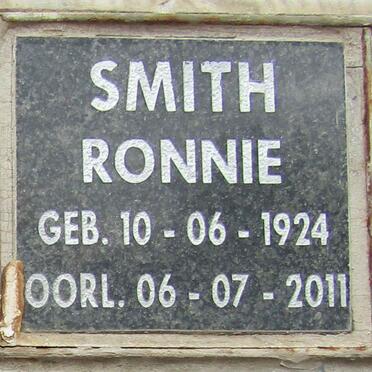 SMITH
RONNIE
GEB. 10 - 06 - 1924
OORL. 06 - 07 - 2011